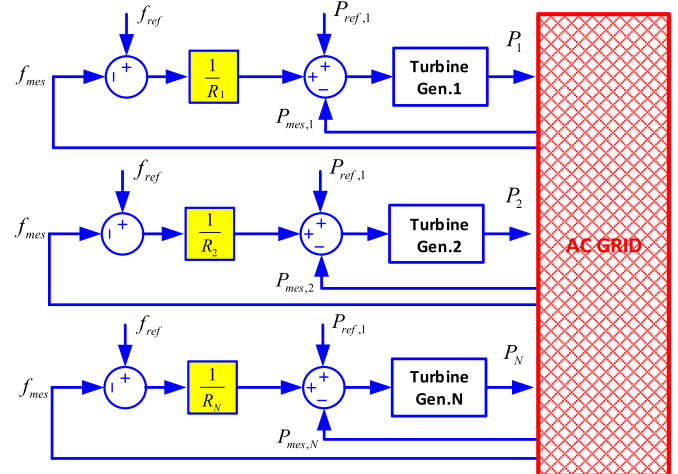 f_ref
P_ref,1
f_mes
- +
1
R_1
+
+
−
Turbine
Gen.1
P_1
P_mes,1
f_ref
P_ref,1
f_mes
- +
1
R_2
+
+
−
Turbine
Gen.2
P_2
P_mes,2
AC GRID
f_ref
P_ref,1
f_mes
- +
1
R_N
+
+
−
Turbine
Gen.N
P_N
P_mes,N